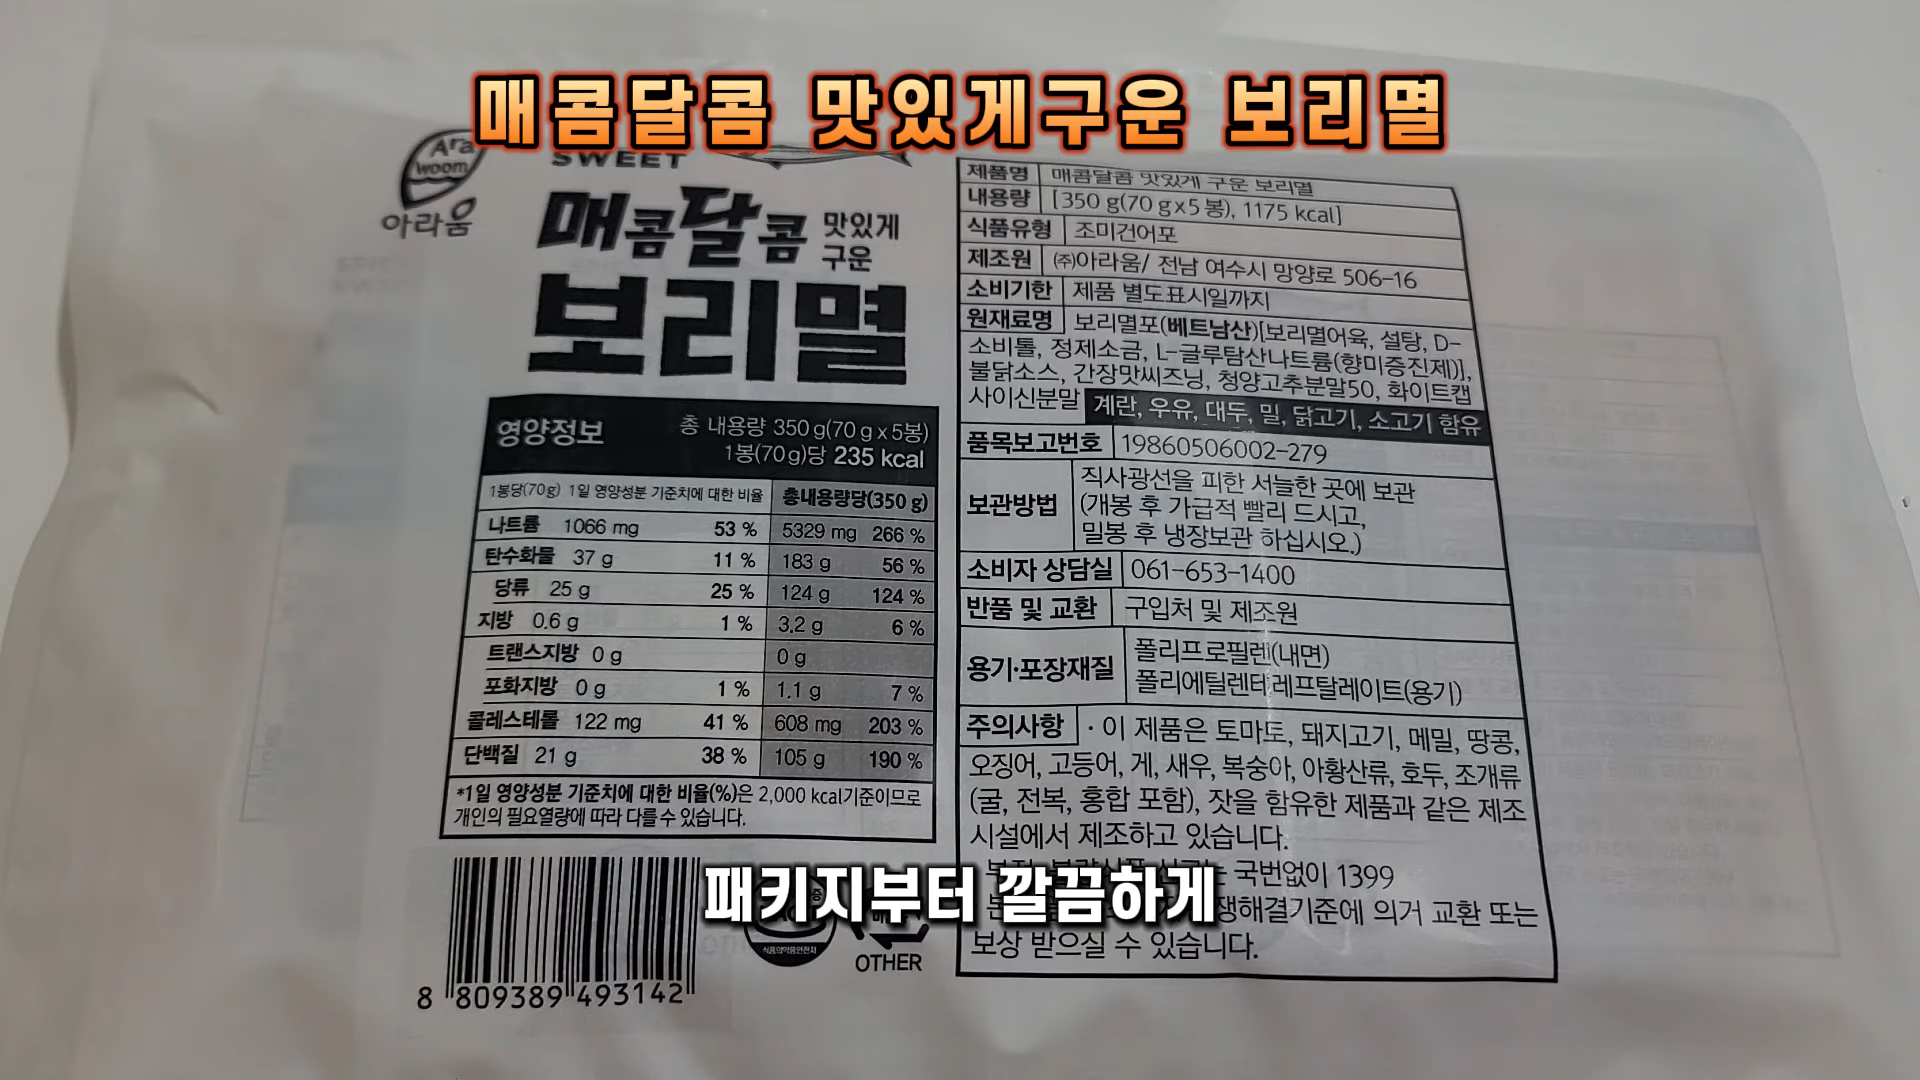 매콤달콤 맛있게구운 보리멸
Ara
woom
아라움
SWEET
매콤달콤 맛있게
구운
보리멸
영양정보
총 내용량 350 g(70 g x 5봉)
1봉(70 g)당 235 kcal
1봉당(70g) 1일 영양성분 기준치에 대한 비율 총내용량당(350 g)
나트륨 1066 mg 53 % 5329 mg 266 %
탄수화물 37 g 11 % 183 g 56 %
당류 25 g 25 % 124 g 124 %
지방 0.6 g 1 % 3.2 g 6 %
트랜스지방 0 g 0 g
포화지방 0 g 1 % 1.1 g 7 %
콜레스테롤 122 mg 41 % 608 mg 203 %
단백질 21 g 38 % 105 g 190 %
*1일 영양성분 기준치에 대한 비율(%)은 2,000 kcal기준이므로
개인의 필요열량에 따라 다를 수 있습니다.
8 809389 493142
식품의약품안전처
OTHER
제품명 매콤달콤 맛있게 구운 보리멸
내용량 [350 g(70 g x 5 봉), 1175 kcal]
식품유형 조미건어포
제조원 ㈜아라움/ 전남 여수시 망양로 506-16
소비기한 제품 별도표시일까지
원재료명 보리멸포(베트남산)[보리멸어육, 설탕, D-
소비톨, 정제소금, L-글루탐산나트륨(향미증진제)],
불닭소스, 간장맛씨즈닝, 청양고추분말50, 화이트캡
사이신분말 계란, 우유, 대두, 밀, 닭고기, 소고기 함유
품목보고번호 19860506002-279
보관방법 직사광선을 피한 서늘한 곳에 보관
(개봉 후 가급적 빨리 드시고,
밀봉 후 냉장보관 하십시오.)
소비자 상담실 061-653-1400
반품 및 교환 구입처 및 제조원
용기·포장재질 폴리프로필렌(내면)
폴리에틸렌테레프탈레이트(용기)
주의사항 · 이 제품은 토마토, 돼지고기, 메밀, 땅콩,
오징어, 고등어, 게, 새우, 복숭아, 아황산류, 호두, 조개류
(굴, 전복, 홍합 포함), 잣을 함유한 제품과 같은 제조
시설에서 제조하고 있습니다.
국번없이 1399
쟁해결기준에 의거 교환 또는
보상 받으실 수 있습니다.
패키지부터 깔끔하게